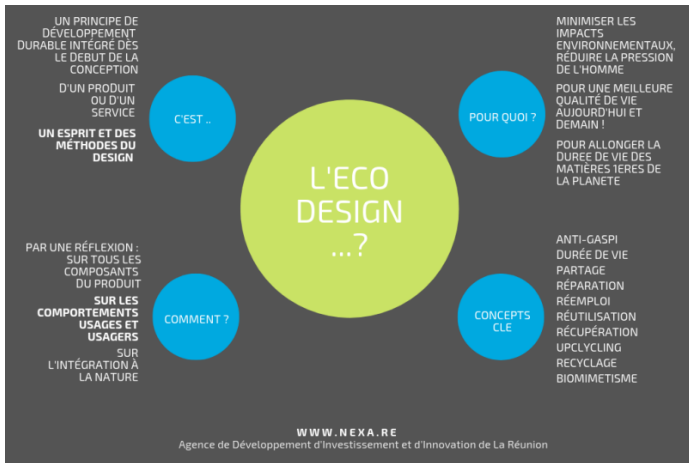 UN PRINCIPE DE
DÉVELOPPEMENT
DURABLE INTÉGRÉ DÈS
LE DEBUT DE LA
CONCEPTION
D'UN PRODUIT
OU D'UN
SERVICE
UN ESPRIT ET DES
MÉTHODES DU
DESIGN
C'EST ..
MINIMISER LES
IMPACTS
ENVIRONNEMENTAUX,
RÉDUIRE LA PRESSION
DE L'HOMME
POUR UNE MEILLEURE
QUALITÉ DE VIE
AUJOURD'HUI ET
DEMAIN !
POUR ALLONGER LA
DUREE DE VIE DES
MATIÈRES 1ERES DE
LA PLANETE
POUR QUOI ?
L'ECO
DESIGN
...?
PAR UNE RÉFLEXION :
SUR TOUS LES
COMPOSANTS
DU PRODUIT
SUR LES
COMPORTEMENTS
USAGES ET
USAGERS
SUR
L'INTÉGRATION À
LA NATURE
COMMENT ?
CONCEPTS
CLE
ANTI-GASPI
DURÉE DE VIE
PARTAGE
RÉPARATION
RÉEMPLOI
RÉUTILISATION
RÉCUPÉRATION
UPCYCLING
RECYCLAGE
BIOMIMETISME
WWW.NEXA.RE
Agence de Développement d'Investissement et d'Innovation de La Réunion